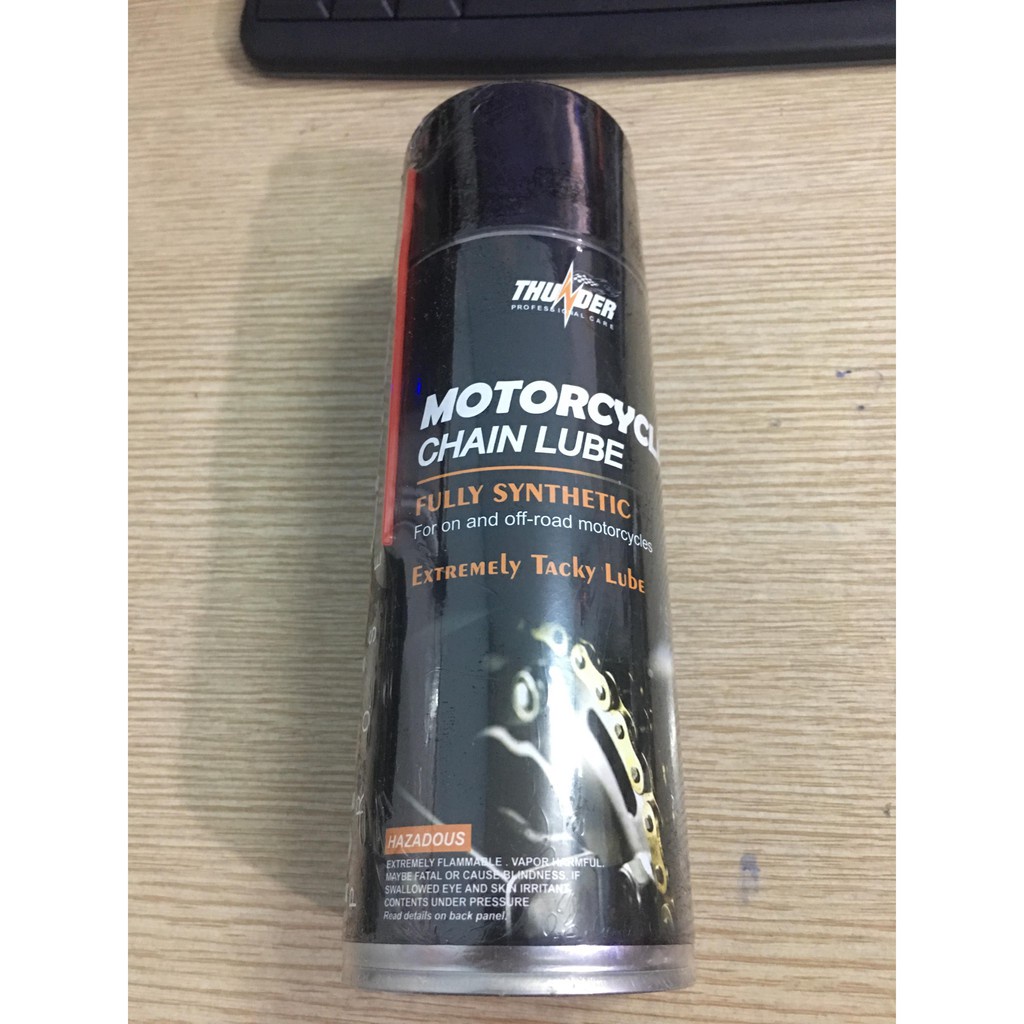 THUNDER
PROFESSIONAL CARE
MOTORCYCL
CHAIN LUBE
FULLY SYNTHETIC
For on and off-road motorcycles
Extremely Tacky Lube
HAZADOUS
EXTREMELY FLAMMABLE . VAPOR HARMFUL.
MAYBE FATAL OR CAUSE BLINDNESS. IF
SWALLOWED EYE AND SKIN IRRITANT
CONTENTS UNDER PRESSURE
Read details on back panel.